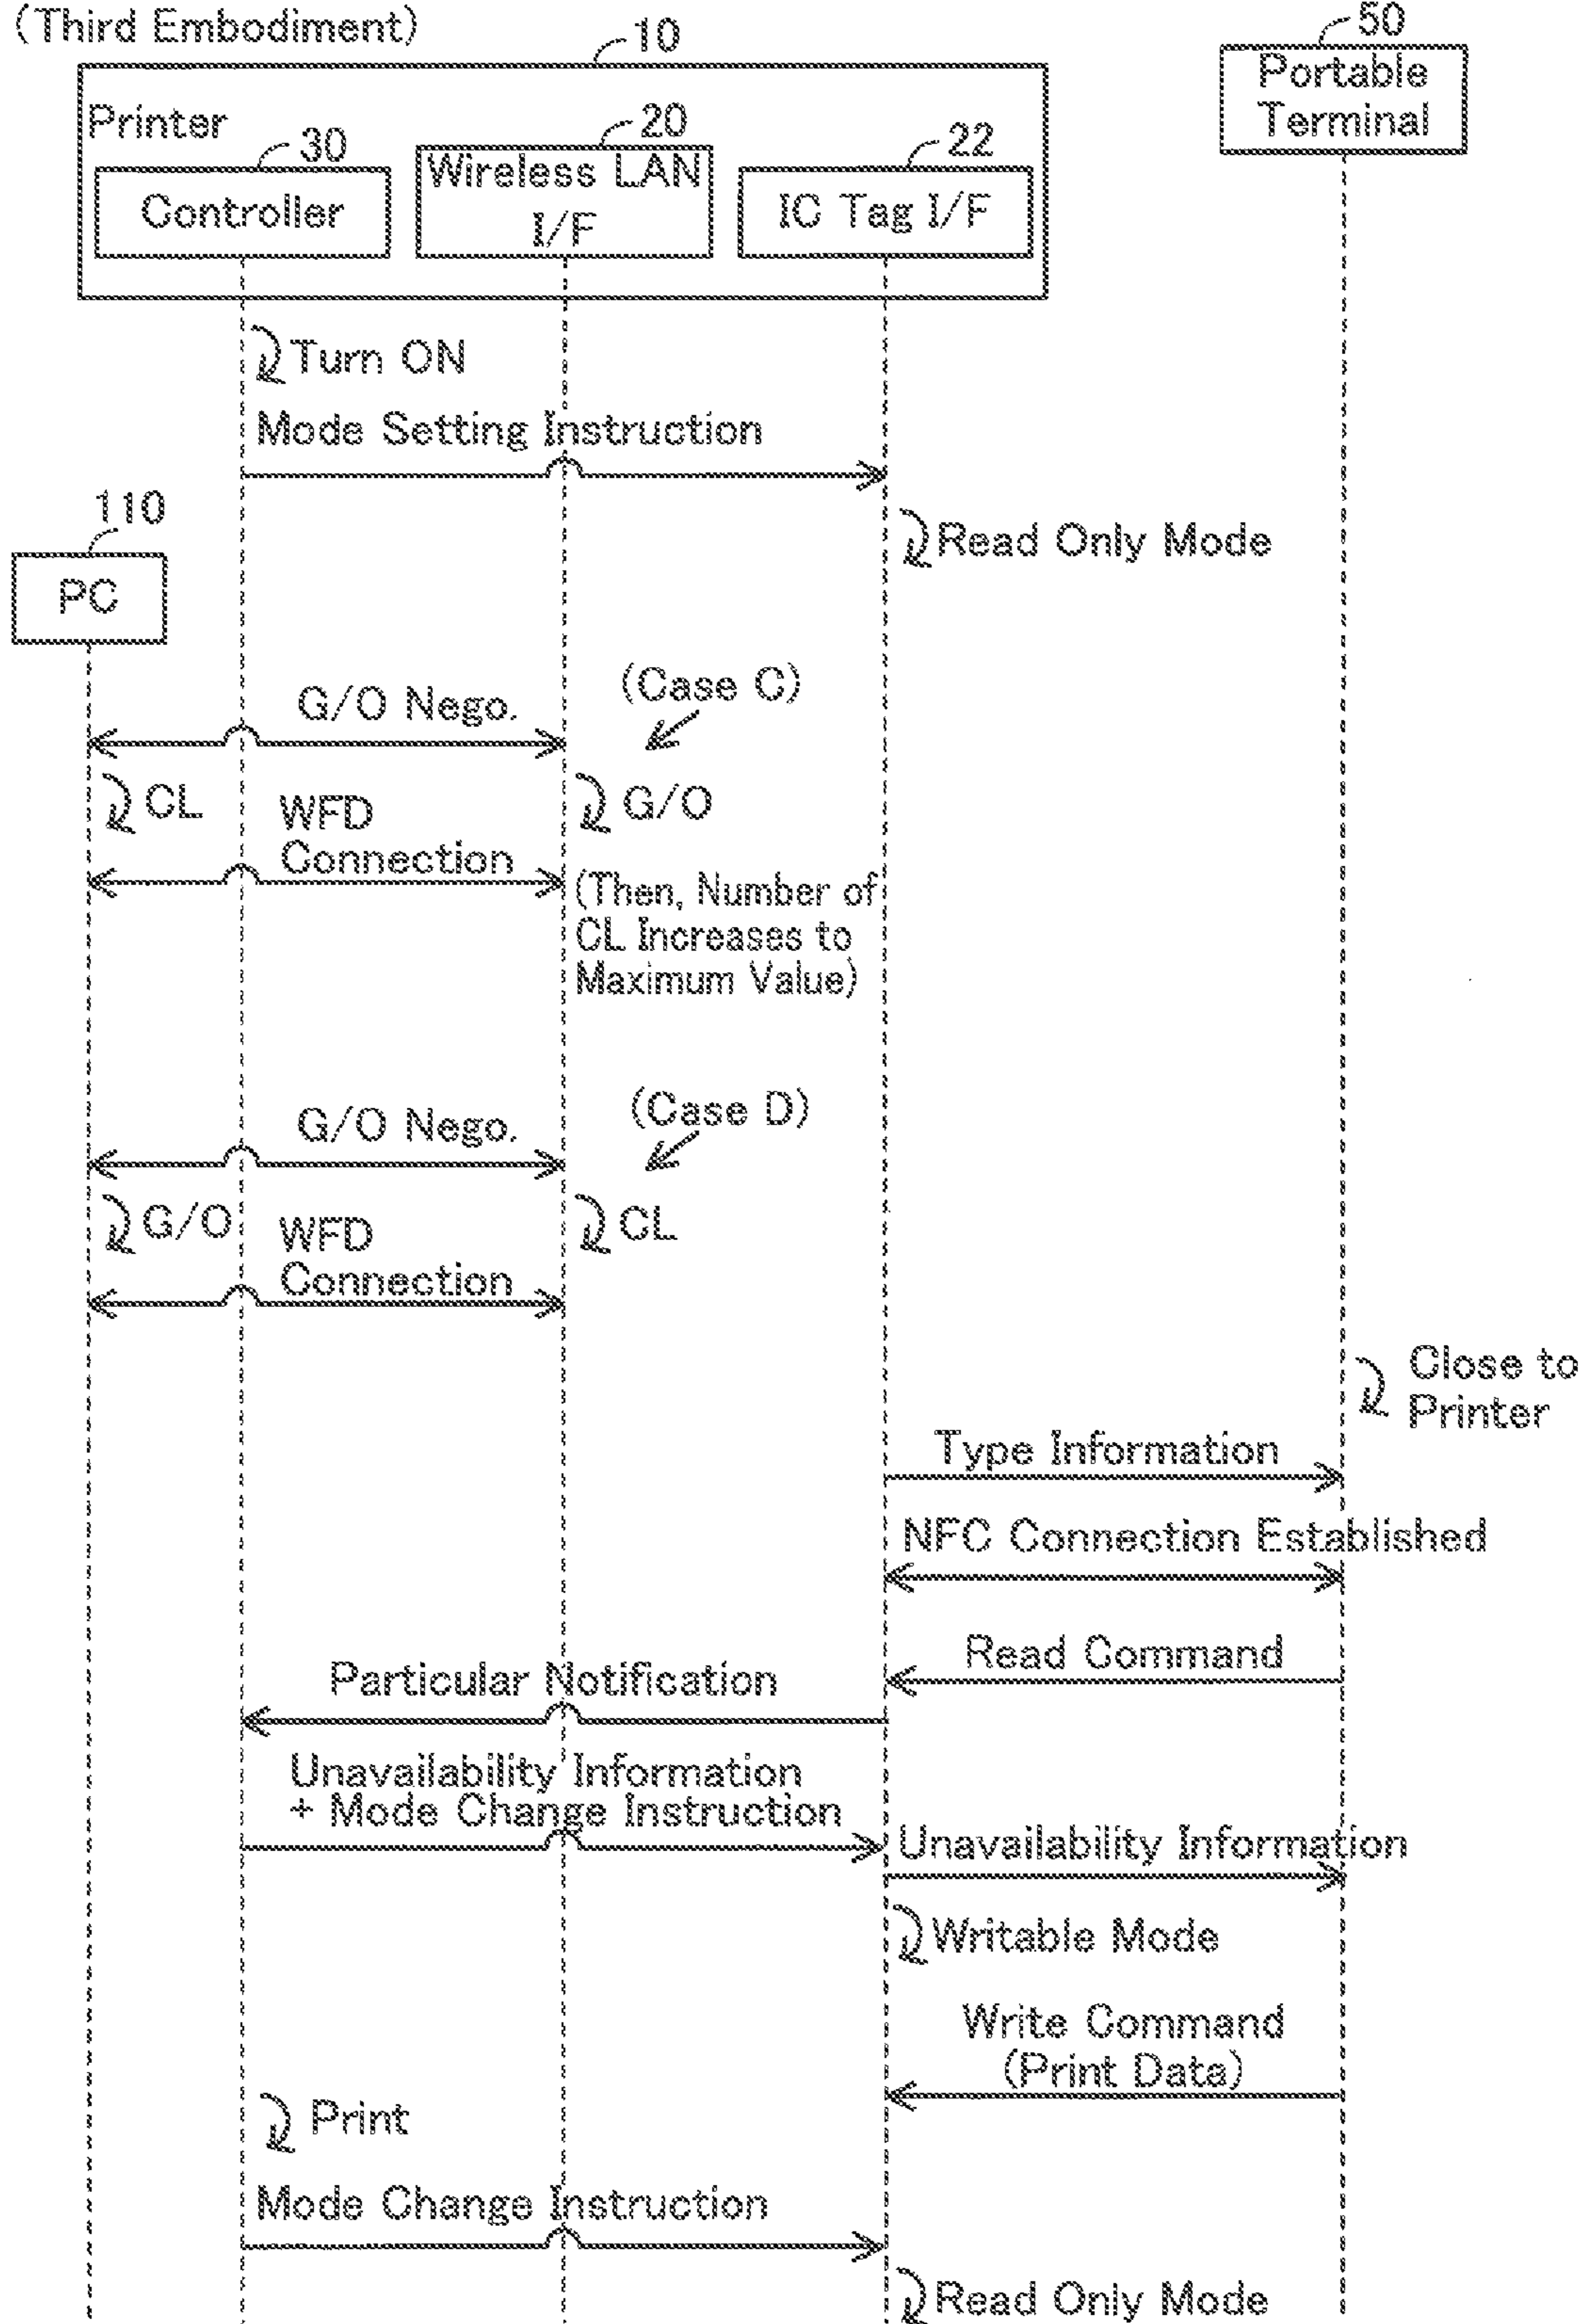 (Third Embodiment)
10
50
Portable
Terminal
Printer
30
20
22
Controller
Wireless LAN
I/F
IC Tag I/F
Turn ON
Mode Setting Instruction
110
PC
Read Only Mode
(Case C)
G/O Nego.
CL
WFD
Connection
G/O
(Then, Number of
CL Increases to
Maximum Value)
(Case D)
G/O Nego.
G/O
WFD
Connection
CL
Close to
Printer
Type Information
NFC Connection Established
Read Command
Particular Notification
Unavailability Information
+ Mode Change Instruction
Unavailability Information
Writable Mode
Write Command
(Print Data)
Print
Mode Change Instruction
Read Only Mode